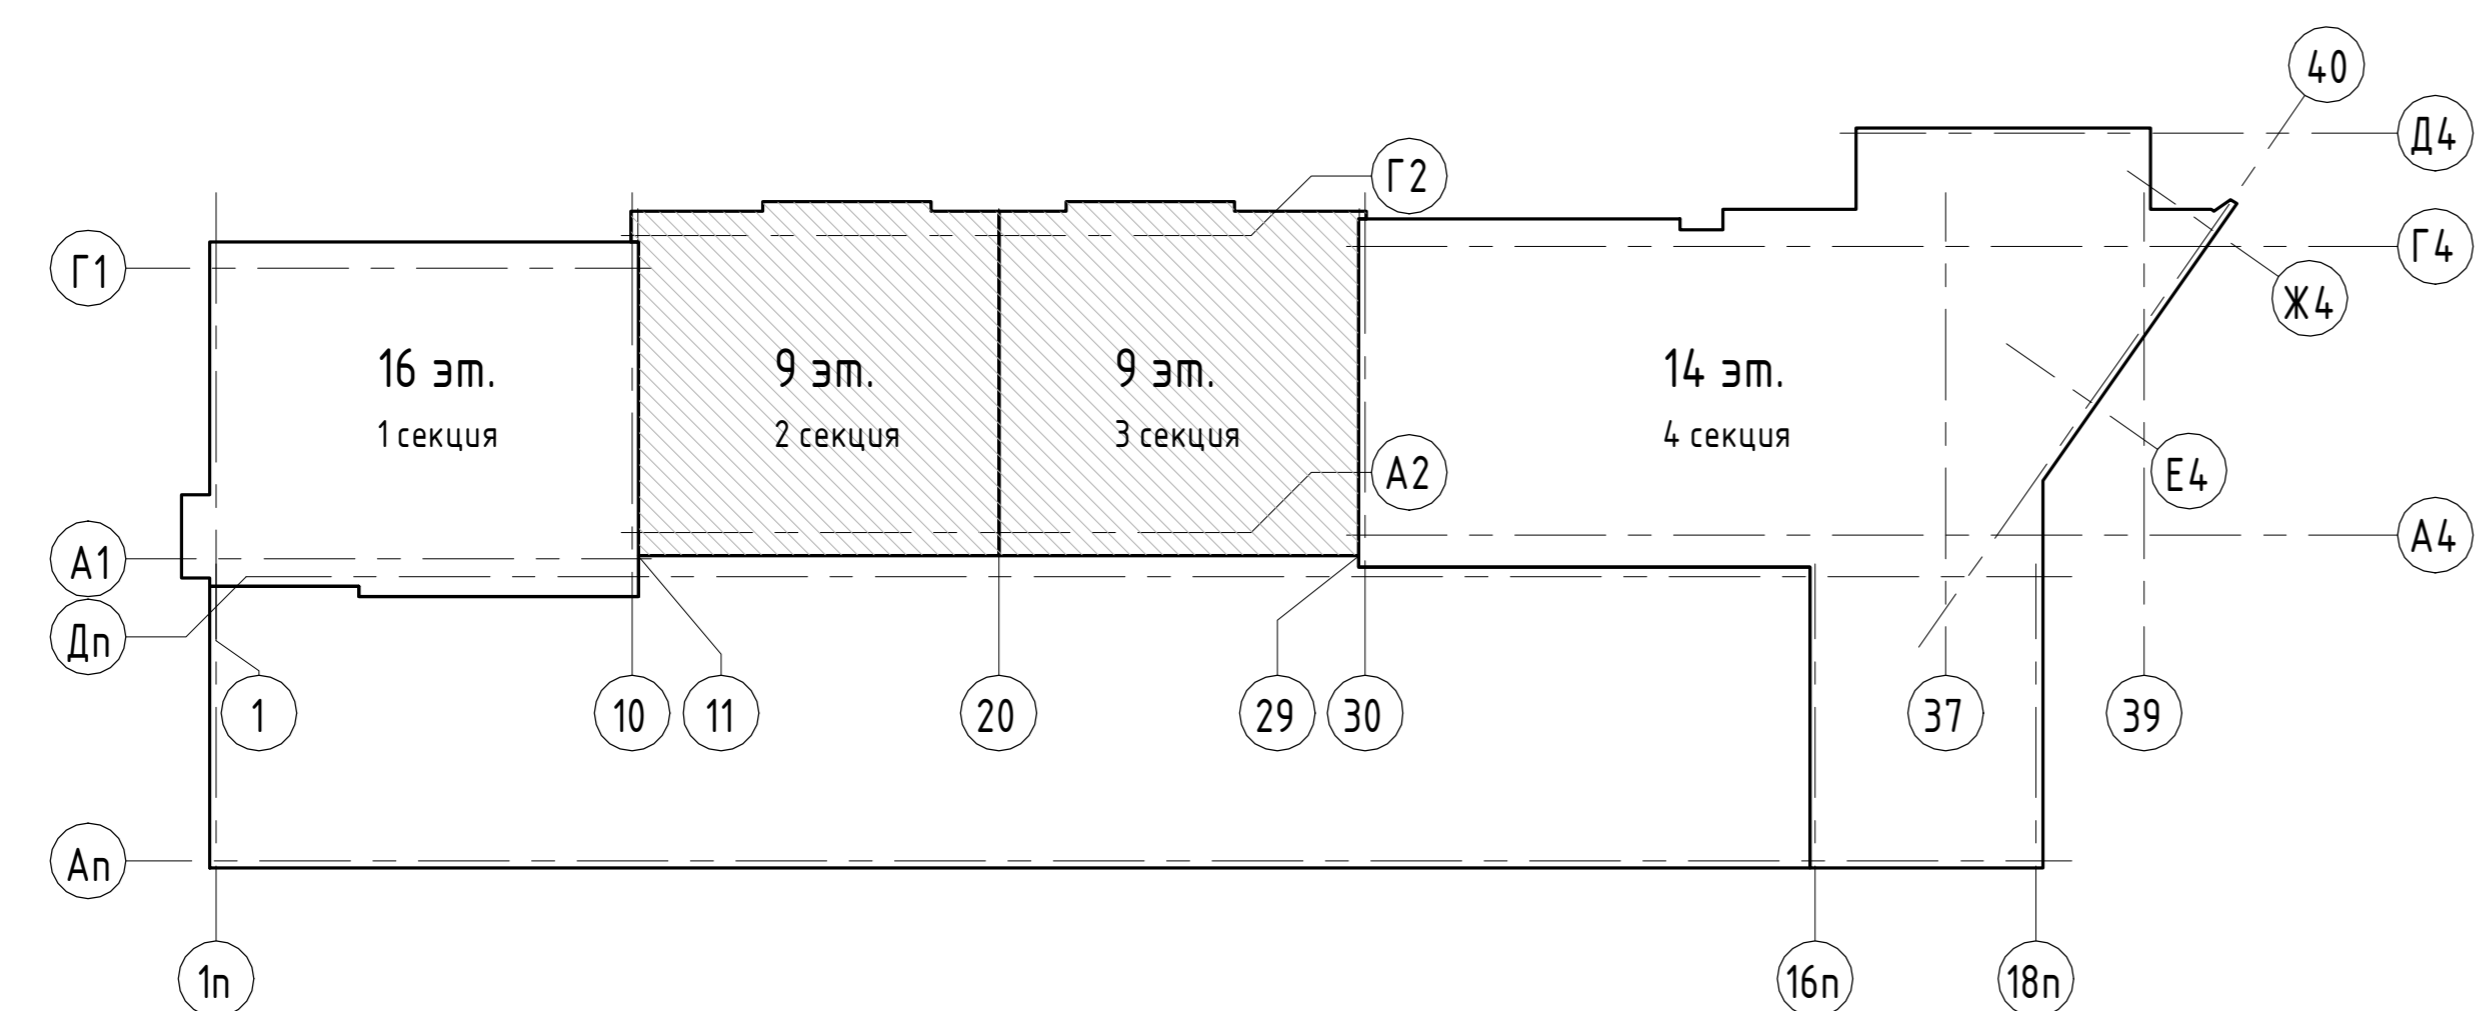 40
Д4
Г2
Г1
Г4
Ж4
16 эт.
9 эт.
9 эт.
14 эт.
1 секция
2 секция
3 секция
4 секция
А2
Е4
А1
А4
Дп
1
10
11
20
29
30
37
39
Ап
1п
16п
18п